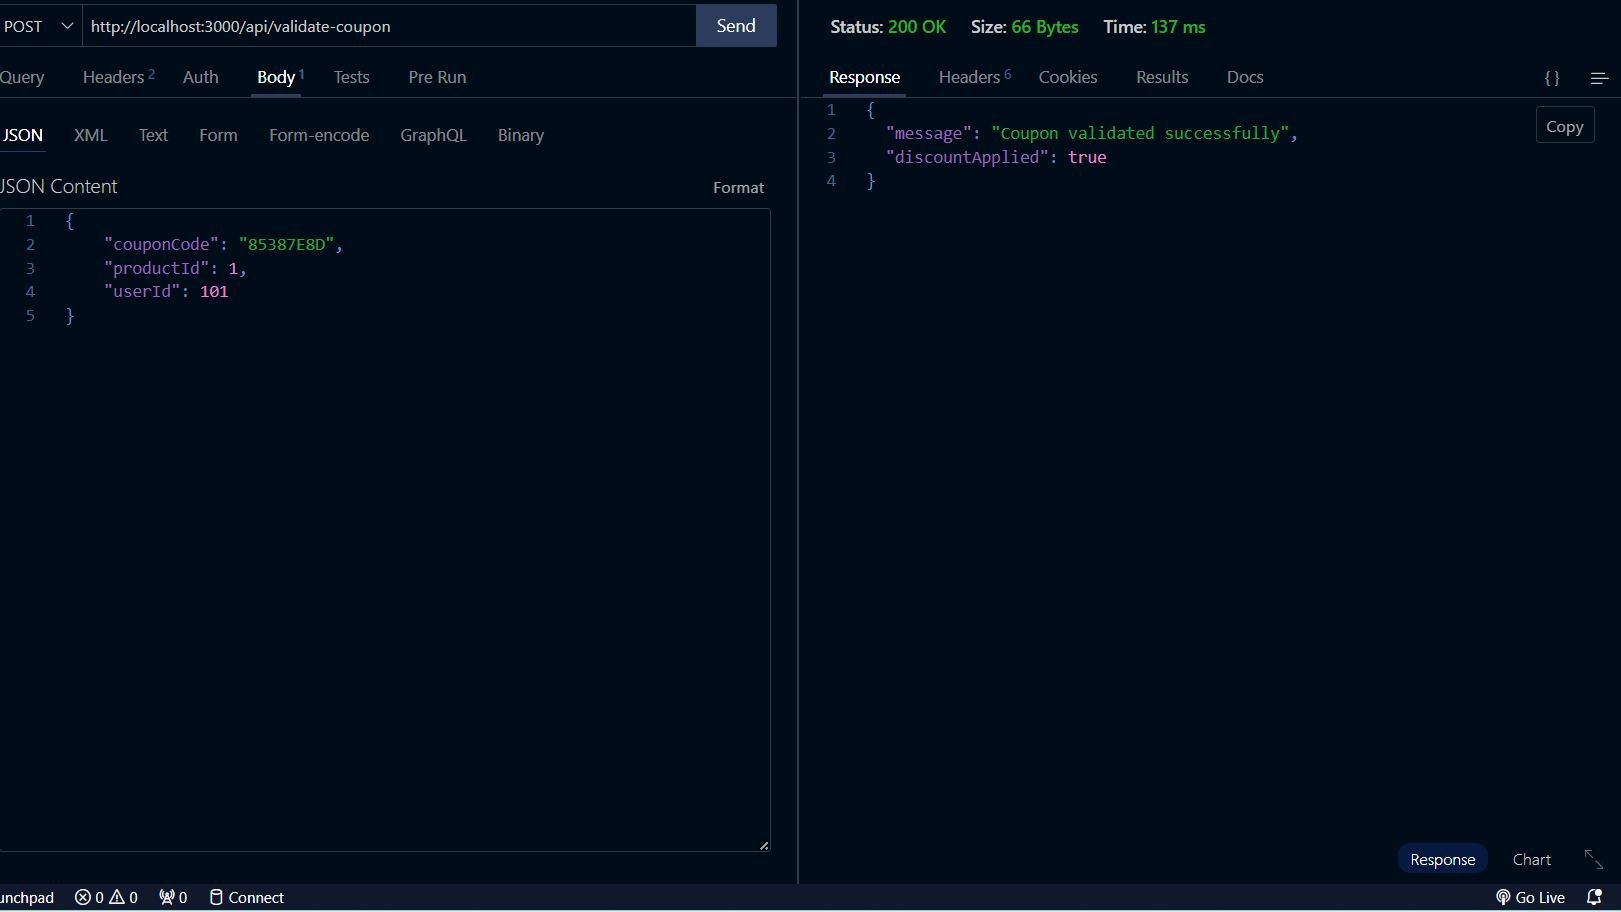 POST http://localhost:3000/api/validate-coupon Send
Query Headers 2 Auth Body 1 Tests Pre Run
JSON XML Text Form Form-encode GraphQL Binary
JSON Content Format
1 {
2 "couponCode": "85387E8D",
3 "productId": 1,
4 "userId": 101
5 }
Status: 200 OK Size: 66 Bytes Time: 137 ms
Response Headers 6 Cookies Results Docs {}
Copy
1 {
2 "message": "Coupon validated successfully",
3 "discountApplied": true
4 }
Response Chart
unchpad 0 0 0 Connect Go Live